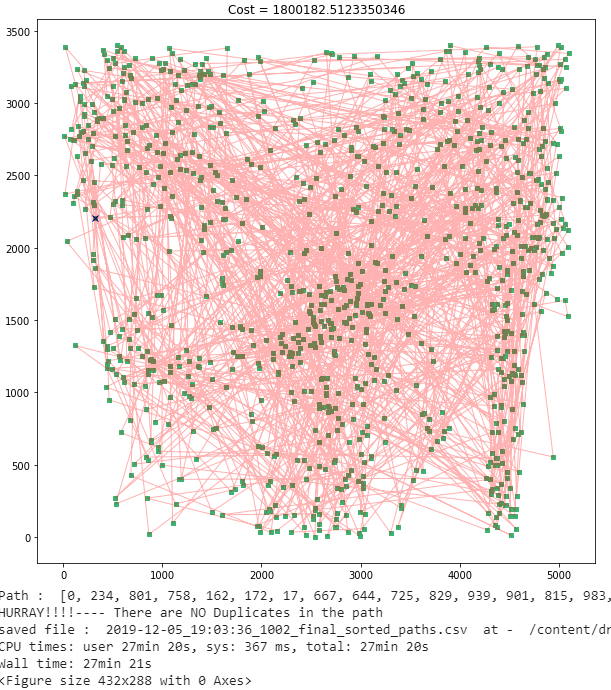 Cost = 1800182.5123350346
3500
3000
2500
2000
1500
1000
500
0
0 1000 2000 3000 4000 5000
Path : [0, 234, 801, 758, 162, 172, 17, 667, 644, 725, 829, 939, 901, 815, 983,
HURRAY!!!!---- There are NO Duplicates in the path
saved file : 2019-12-05_19:03:36_1002_final_sorted_paths.csv at - /content/dr
CPU times: user 27min 20s, sys: 367 ms, total: 27min 20s
Wall time: 27min 21s
<Figure size 432x288 with 0 Axes>